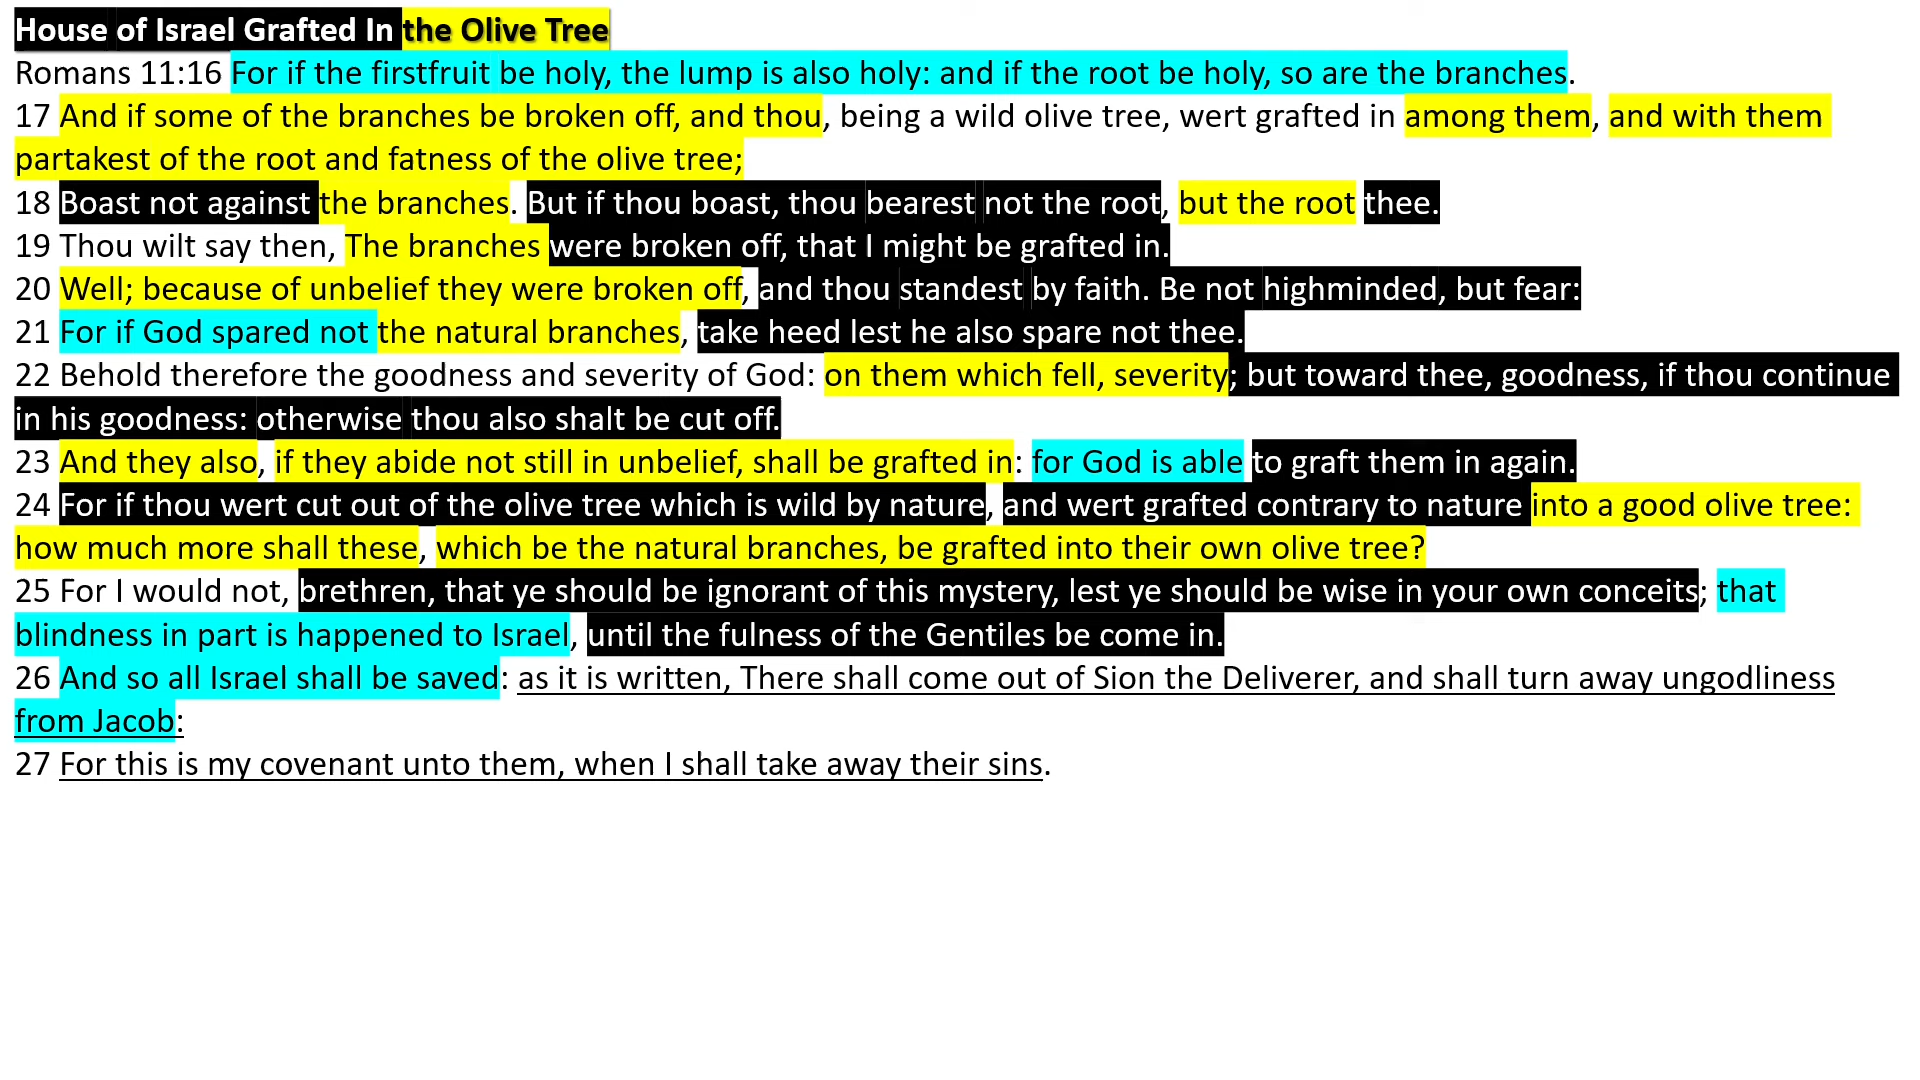 House of Israel Grafted In the Olive Tree
Romans 11:16 For if the firstfruit be holy, the lump is also holy: and if the root be holy, so are the branches.
17 And if some of the branches be broken off, and thou, being a wild olive tree, wert grafted in among them, and with them
partakest of the root and fatness of the olive tree;
18 Boast not against the branches. But if thou boast, thou bearest not the root, but the root thee.
19 Thou wilt say then, The branches were broken off, that I might be grafted in.
20 Well; because of unbelief they were broken off, and thou standest by faith. Be not highminded, but fear:
21 For if God spared not the natural branches, take heed lest he also spare not thee.
22 Behold therefore the goodness and severity of God: on them which fell, severity; but toward thee, goodness, if thou continue
in his goodness: otherwise thou also shalt be cut off.
23 And they also, if they abide not still in unbelief, shall be grafted in: for God is able to graft them in again.
24 For if thou wert cut out of the olive tree which is wild by nature, and wert grafted contrary to nature into a good olive tree:
how much more shall these, which be the natural branches, be grafted into their own olive tree?
25 For I would not, brethren, that ye should be ignorant of this mystery, lest ye should be wise in your own conceits; that
blindness in part is happened to Israel, until the fulness of the Gentiles be come in.
26 And so all Israel shall be saved: as it is written, There shall come out of Sion the Deliverer, and shall turn away ungodliness
from Jacob:
27 For this is my covenant unto them, when I shall take away their sins.